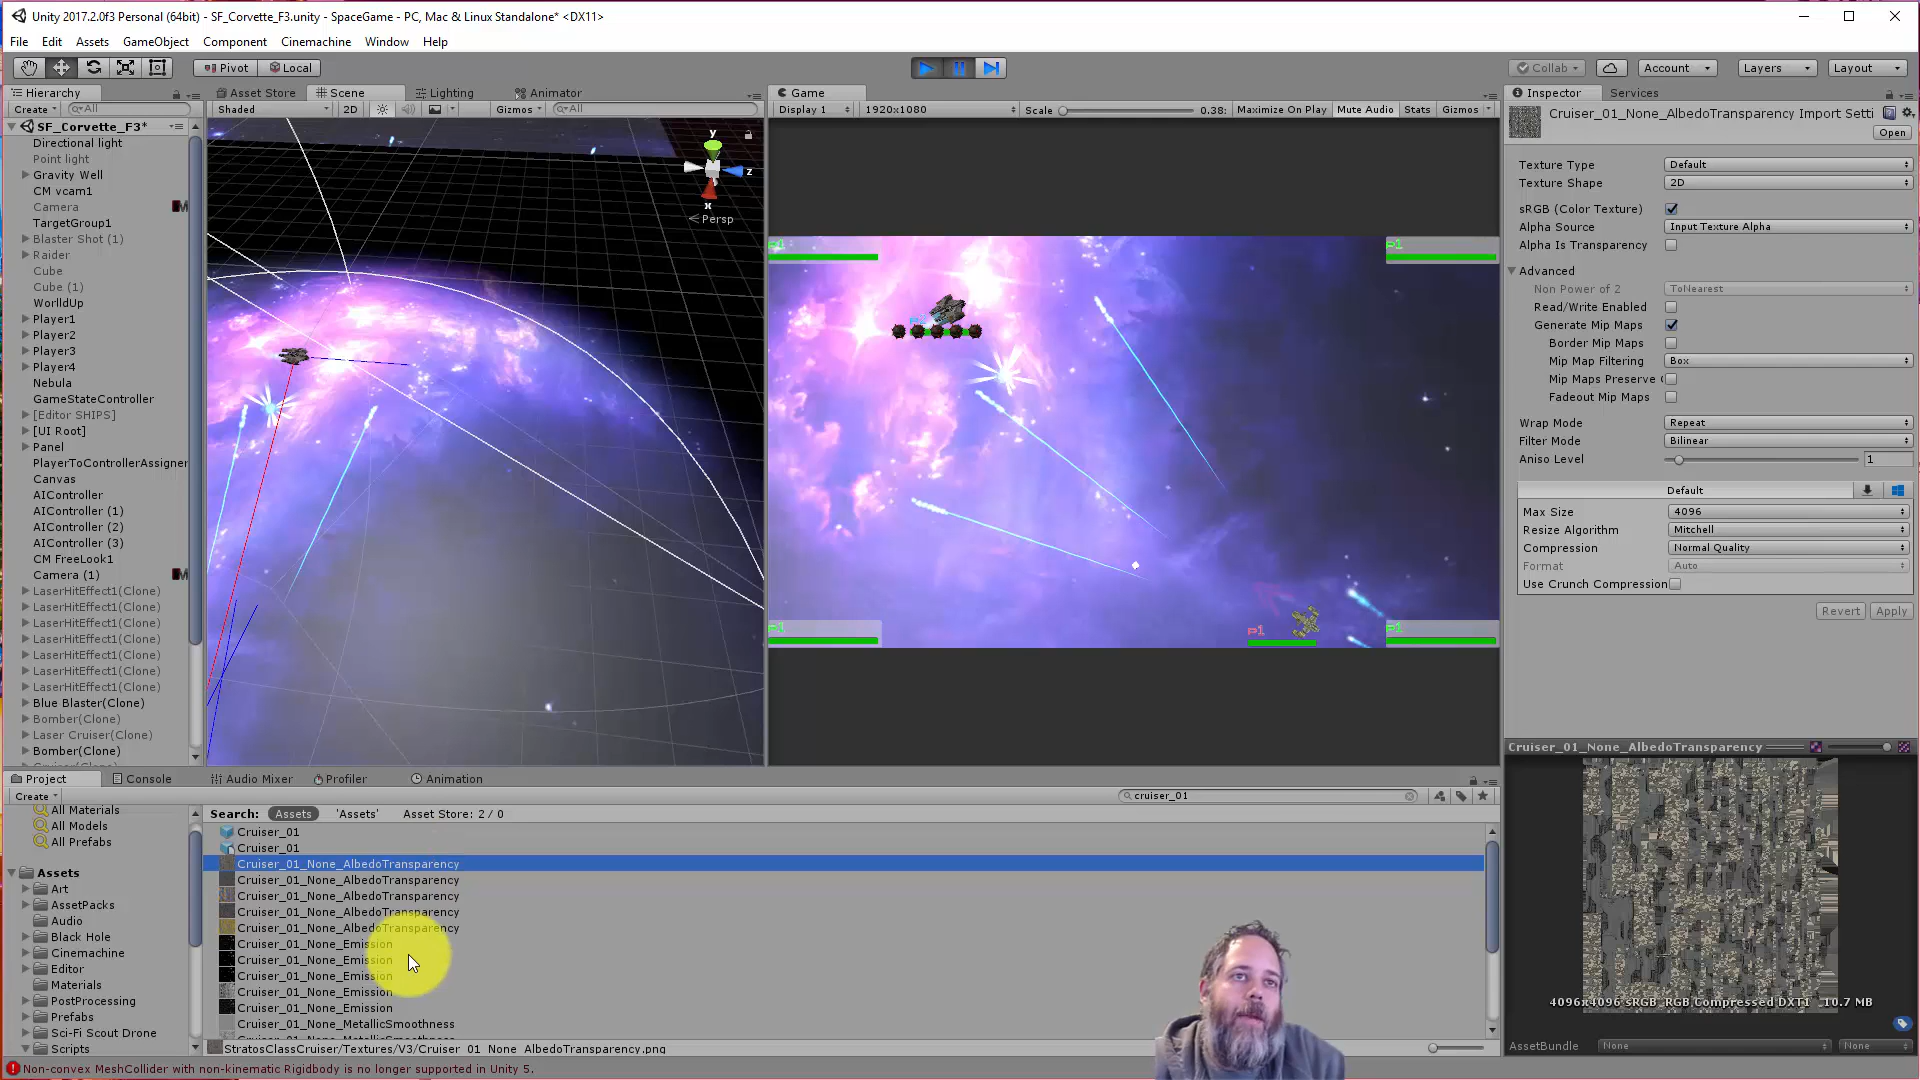 Unity 2017.2.0f3 Personal (64bit) - SF_Corvette_F3.unity - SpaceGame - PC, Mac & Linux Standalone* <DX11>
File Edit Assets GameObject Component Cinemachine Window Help
Pivot Local
Collab Account Layers Layout
Hierarchy
Create All
SF_Corvette_F3*
Directional light
Point light
Gravity Well
CM vcam1
Camera
TargetGroup1
Blaster Shot (1)
Raider
Cube
Cube (1)
WorlldUp
Player1
Player2
Player3
Player4
Nebula
GameStateController
[Editor SHIPS]
[UI Root]
Panel
PlayerToControllerAssigner
Canvas
AIController
AIController (1)
AIController (2)
AIController (3)
CM FreeLook1
Camera (1)
LaserHitEffect1(Clone)
LaserHitEffect1(Clone)
LaserHitEffect1(Clone)
LaserHitEffect1(Clone)
LaserHitEffect1(Clone)
LaserHitEffect1(Clone)
LaserHitEffect1(Clone)
Blue Blaster(Clone)
Bomber(Clone)
Laser Cruiser(Clone)
Bomber(Clone)
Asset Store Scene Lighting Animator
Shaded 2D Gizmos All
y
z
x
Persp
Game
Display 1 1920x1080 Scale 0.38: Maximize On Play Mute Audio Stats Gizmos
p1
p1
p1
p1
p1
Inspector Services
Cruiser_01_None_AlbedoTransparency Import Setti
Open
Texture Type Default
Texture Shape 2D
sRGB (Color Texture)
Alpha Source Input Texture Alpha
Alpha Is Transparency
Advanced
Non Power of 2 ToNearest
Read/Write Enabled
Generate Mip Maps
Border Mip Maps
Mip Map Filtering Box
Mip Maps Preserve
Fadeout Mip Maps
Wrap Mode Repeat
Filter Mode Bilinear
Aniso Level 1
Default
Max Size 4096
Resize Algorithm Mitchell
Compression Normal Quality
Format Auto
Use Crunch Compression
Revert Apply
Cruiser_01_None_AlbedoTransparency
4096x4096 sRGB RGB Compressed DXT1 10.7 MB
AssetBundle None None
Project Console Audio Mixer Profiler Animation
Create cruiser_01
All Materials
All Models
All Prefabs
Assets
Art
AssetPacks
Audio
Black Hole
Cinemachine
Editor
Materials
PostProcessing
Prefabs
Sci-Fi Scout Drone
Scripts
Search: Assets 'Assets' Asset Store: 2 / 0
Cruiser_01
Cruiser_01
Cruiser_01_None_AlbedoTransparency
Cruiser_01_None_AlbedoTransparency
Cruiser_01_None_AlbedoTransparency
Cruiser_01_None_AlbedoTransparency
Cruiser_01_None_AlbedoTransparency
Cruiser_01_None_Emission
Cruiser_01_None_Emission
Cruiser_01_None_Emission
Cruiser_01_None_Emission
Cruiser_01_None_Emission
Cruiser_01_None_MetallicSmoothness
StratosClassCruiser/Textures/V3/Cruiser_01_None_AlbedoTransparency.png
Non-convex MeshCollider with non-kinematic Rigidbody is no longer supported in Unity 5.